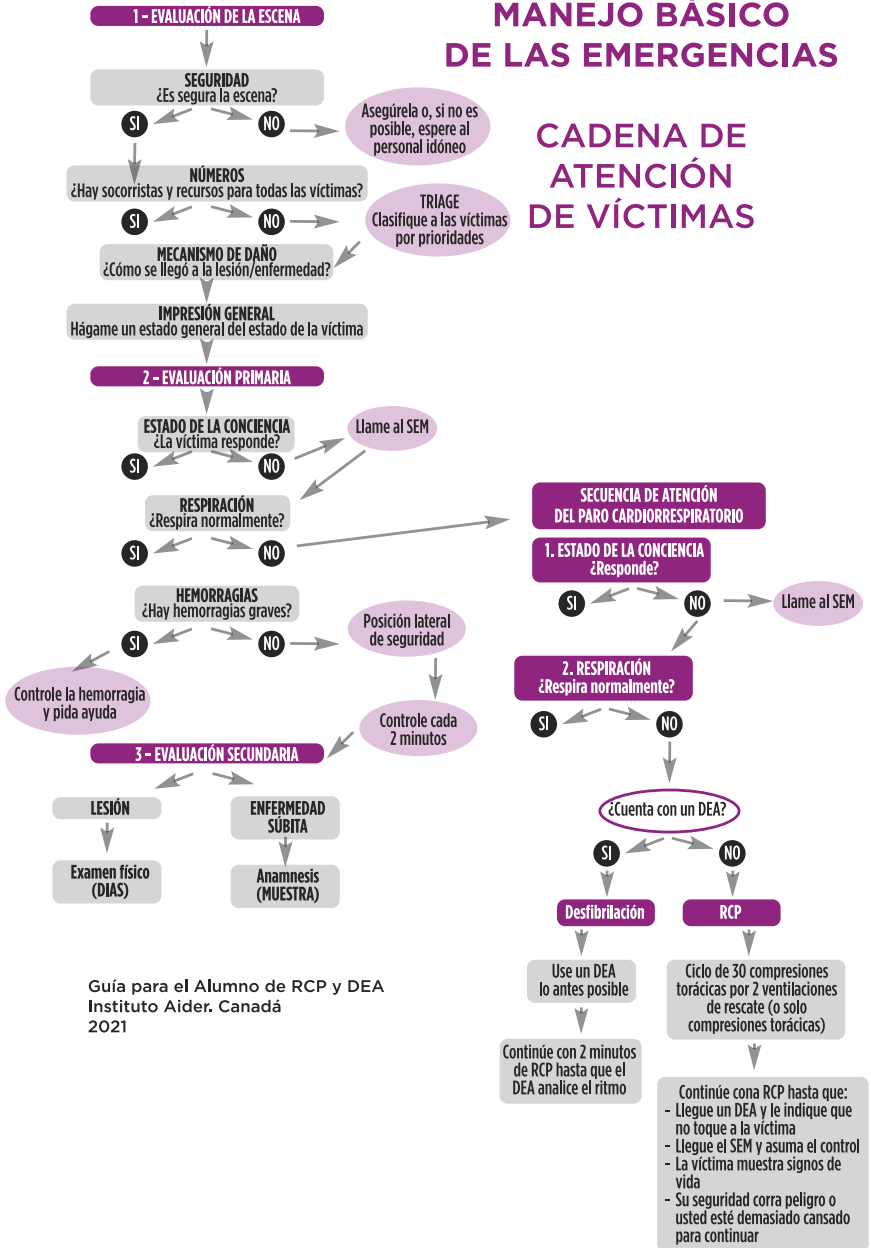 MANEJO BÁSICO
DE LAS EMERGENCIAS
CADENA DE
ATENCIÓN
DE VÍCTIMAS
1 - EVALUACIÓN DE LA ESCENA
SEGURIDAD
¿Es segura la escena?
SI
NO
Asegúrela o, si no es
posible, espere al
personal idóneo
NÚMEROS
¿Hay socorristas y recursos para todas las víctimas?
SI
NO
TRIAGE
Clasifique a las víctimas
por prioridades
MECANISMO DE DAÑO
¿Cómo se llegó a la lesión/enfermedad?
IMPRESIÓN GENERAL
Hágame un estado general del estado de la víctima
2 - EVALUACIÓN PRIMARIA
ESTADO DE LA CONCIENCIA
¿La víctima responde?
SI
NO
Llame al SEM
RESPIRACIÓN
¿Respira normalmente?
SI
NO
HEMORRAGIAS
¿Hay hemorragias graves?
SI
NO
Posición lateral
de seguridad
Controle la hemorragia
y pida ayuda
Controle cada
2 minutos
3 - EVALUACIÓN SECUNDARIA
LESIÓN
ENFERMEDAD
SÚBITA
Examen físico
(DIAS)
Anamnesis
(MUESTRA)
SECUENCIA DE ATENCIÓN
DEL PARO CARDIORRESPIRATORIO
1. ESTADO DE LA CONCIENCIA
¿Responde?
SI
NO
Llame al SEM
2. RESPIRACIÓN
¿Respira normalmente?
SI
NO
¿Cuenta con un DEA?
SI
NO
Desfibrilación
RCP
Use un DEA
lo antes posible
Ciclo de 30 compresiones
torácicas por 2 ventilaciones
de rescate (o solo
compresiones torácicas)
Continúe con 2 minutos
de RCP hasta que el
DEA analice el ritmo
Continúe cona RCP hasta que:
- Llegue un DEA y le indique que
no toque a la víctima
- Llegue el SEM y asuma el control
- La víctima muestra signos de
vida
- Su seguridad corra peligro o
usted esté demasiado cansado
para continuar
Guía para el Alumno de RCP y DEA
Instituto Aider. Canadá
2021